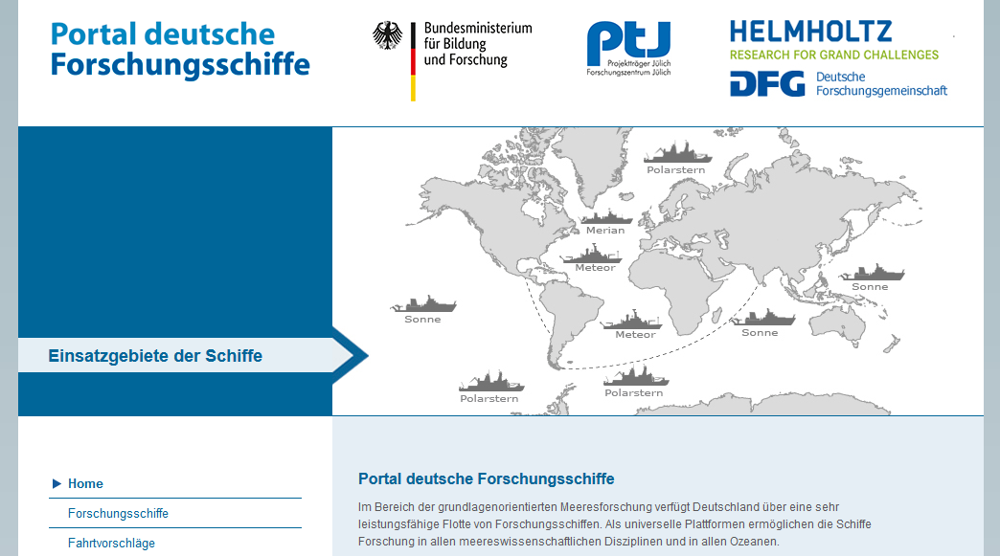 Portal deutsche
Forschungsschiffe
Bundesministerium
für Bildung
und Forschung
ptj
Projektträger Jülich
Forschungszentrum Jülich
HELMHOLTZ
RESEARCH FOR GRAND CHALLENGES
DFG Deutsche
Forschungsgemeinschaft
Polarstern
Merian
Meteor
Sonne
Sonne
Meteor
Sonne
Polarstern
Polarstern
Einsatzgebiete der Schiffe
Home
Forschungsschiffe
Fahrtvorschläge
Portal deutsche Forschungsschiffe
Im Bereich der grundlagenorientierten Meeresforschung verfügt Deutschland über eine sehr
leistungsfähige Flotte von Forschungsschiffen. Als universelle Plattformen ermöglichen die Schiffe
Forschung in allen meereswissenschaftlichen Disziplinen und in allen Ozeanen.